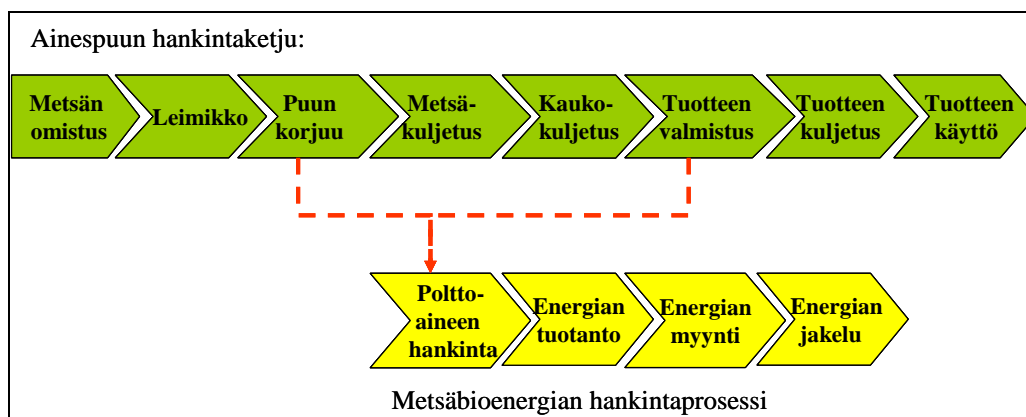 Ainespuun hankintaketju:
Metsän
omistus
Leimikko
Puun
korjuu
Metsä-
kuljetus
Kauko-
kuljetus
Tuotteen
valmistus
Tuotteen
kuljetus
Tuotteen
käyttö
Poltto-
aineen
hankinta
Energian
tuotanto
Energian
myynti
Energian
jakelu
Metsäbioenergian hankintaprosessi